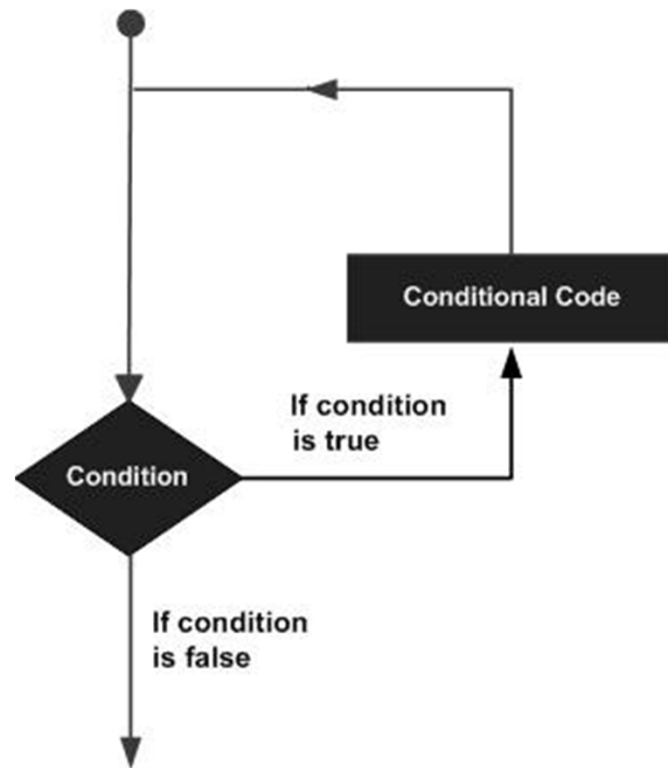 Conditional Code
If condition
is true
Condition
If condition
is false